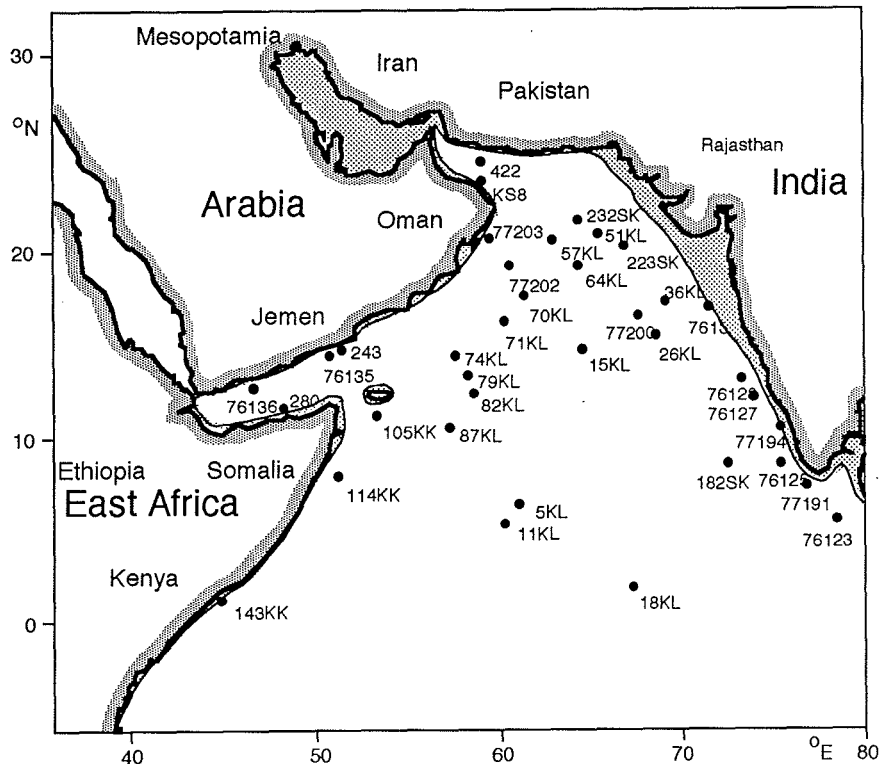 Mesopotamia
30
Iran
Pakistan
°N
Rajasthan
India
422
KS8
Arabia
Oman
232SK
77203
51KL
20
57KL
223SK
64KL
77202
36KL
Jemen
70KL
7613
77200
71KL
26KL
243
74KL
15KL
76135
79KL
76136
280
82KL
76128
76127
105KK
87KL
77194
10
Ethiopia
Somalia
182SK
76125
East Africa
114KK
77191
5KL
11KL
76123
Kenya
18KL
143KK
0
40
50
60
70
°E
80